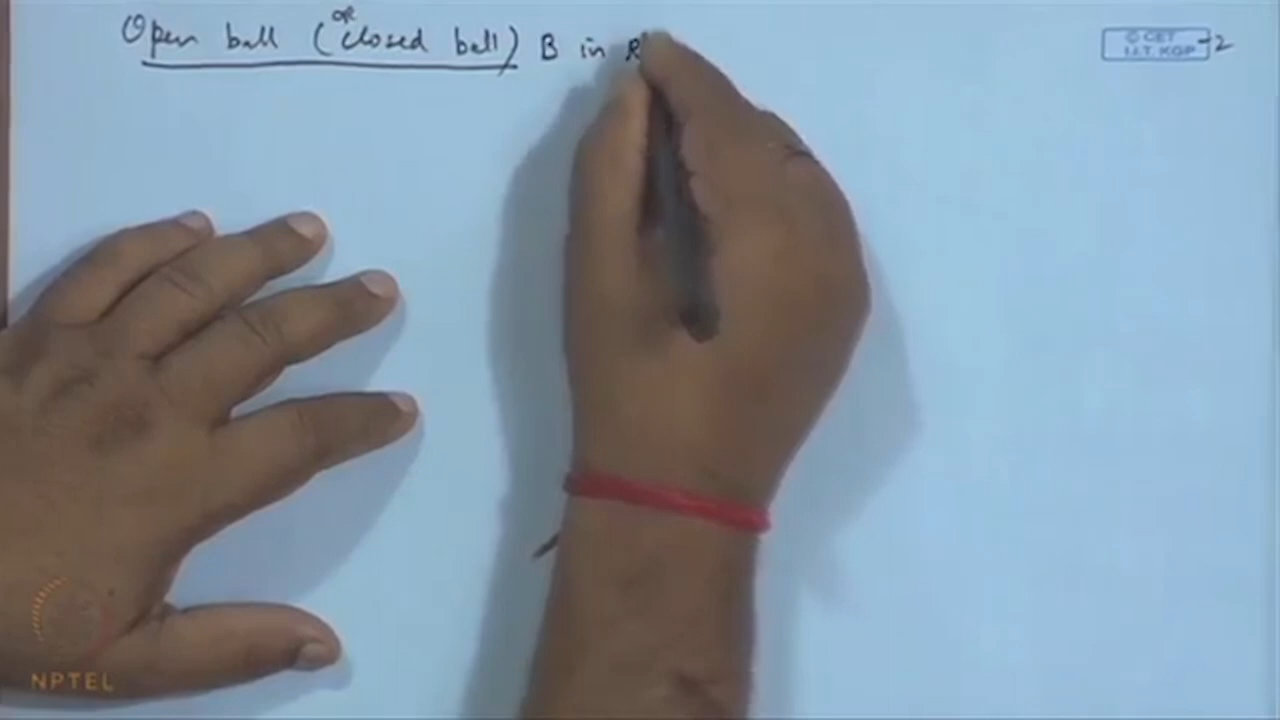 Open ball (or closed ball) B in R
© CET
I.I.T. KGP
2
NPTEL